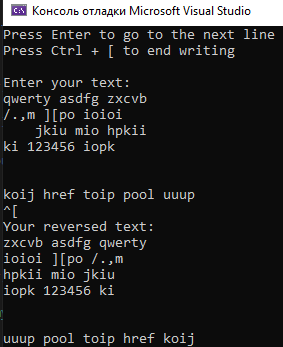 Консоль отладки Microsoft Visual Studio
Press Enter to go to the next line
Press Ctrl + [ to end writing
Enter your text:
qwerty asdfg zxcvb
/.,m ][po ioioi
jkiu mio hpkii
ki 123456 iopk
koij href toip pool uuup
^[
Your reversed text:
zxcvb asdfg qwerty
ioioi ][po /.,m
hpkii mio jkiu
iopk 123456 ki
uuup pool toip href koij